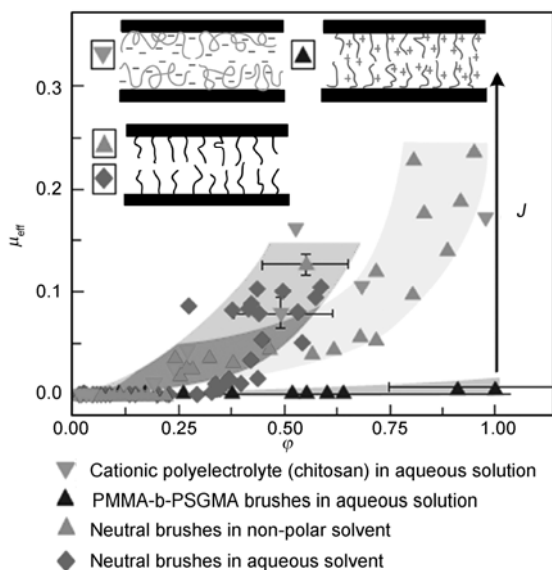 0.3
0.2
0.1
0.0
μeff
J
0.00
0.25
0.50
0.75
1.00
φ
Cationic polyelectrolyte (chitosan) in aqueous solution
PMMA-b-PSGMA brushes in aqueous solution
Neutral brushes in non-polar solvent
Neutral brushes in aqueous solution